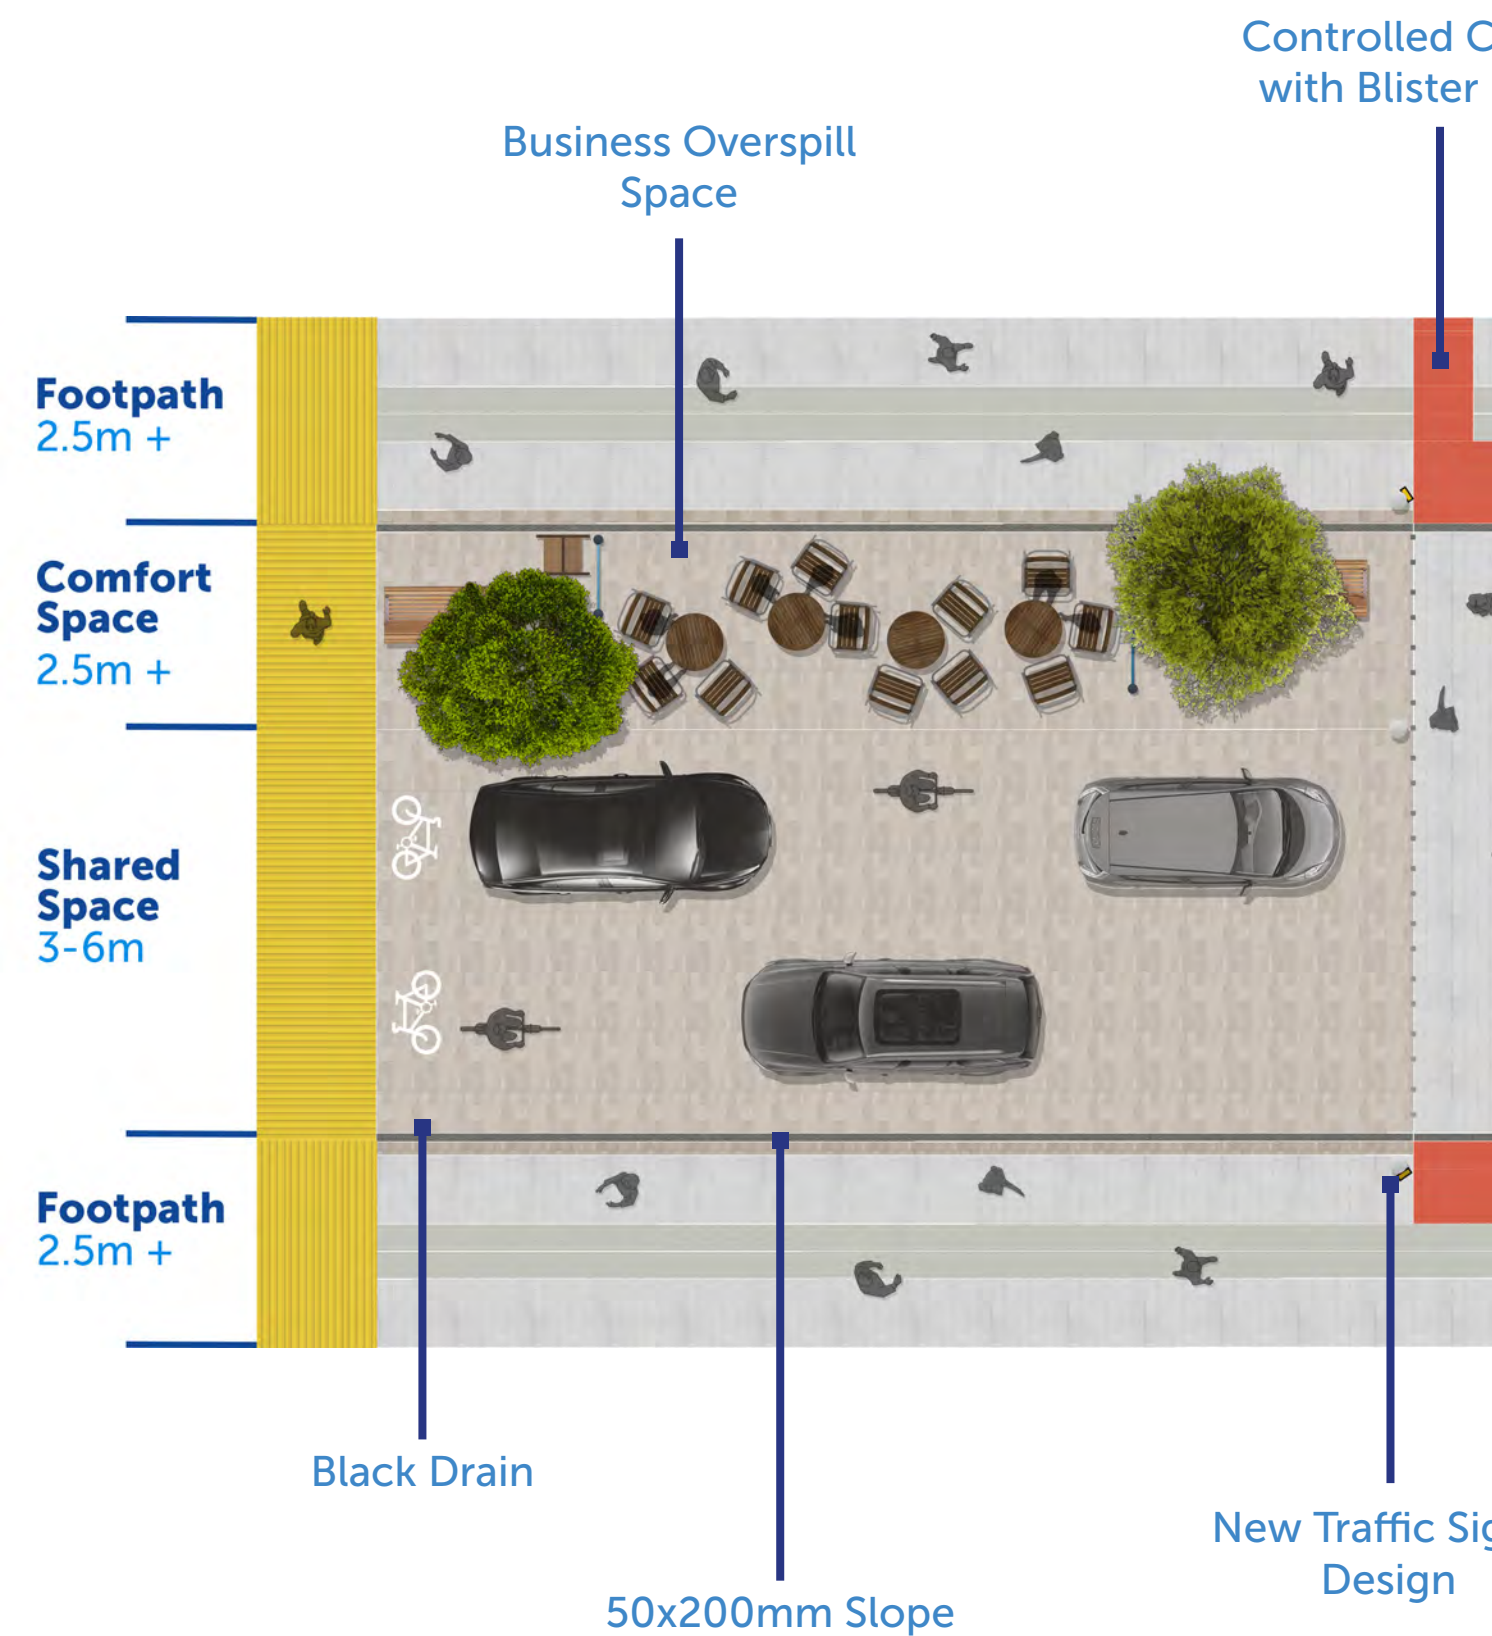 Controlled
with Blister
Business Overspill
Space
Footpath
2.5m +
Comfort
Space
2.5m +
Shared
Space
3-6m
Footpath
2.5m +
Black Drain
New Traffic
Design
50x200mm Slope